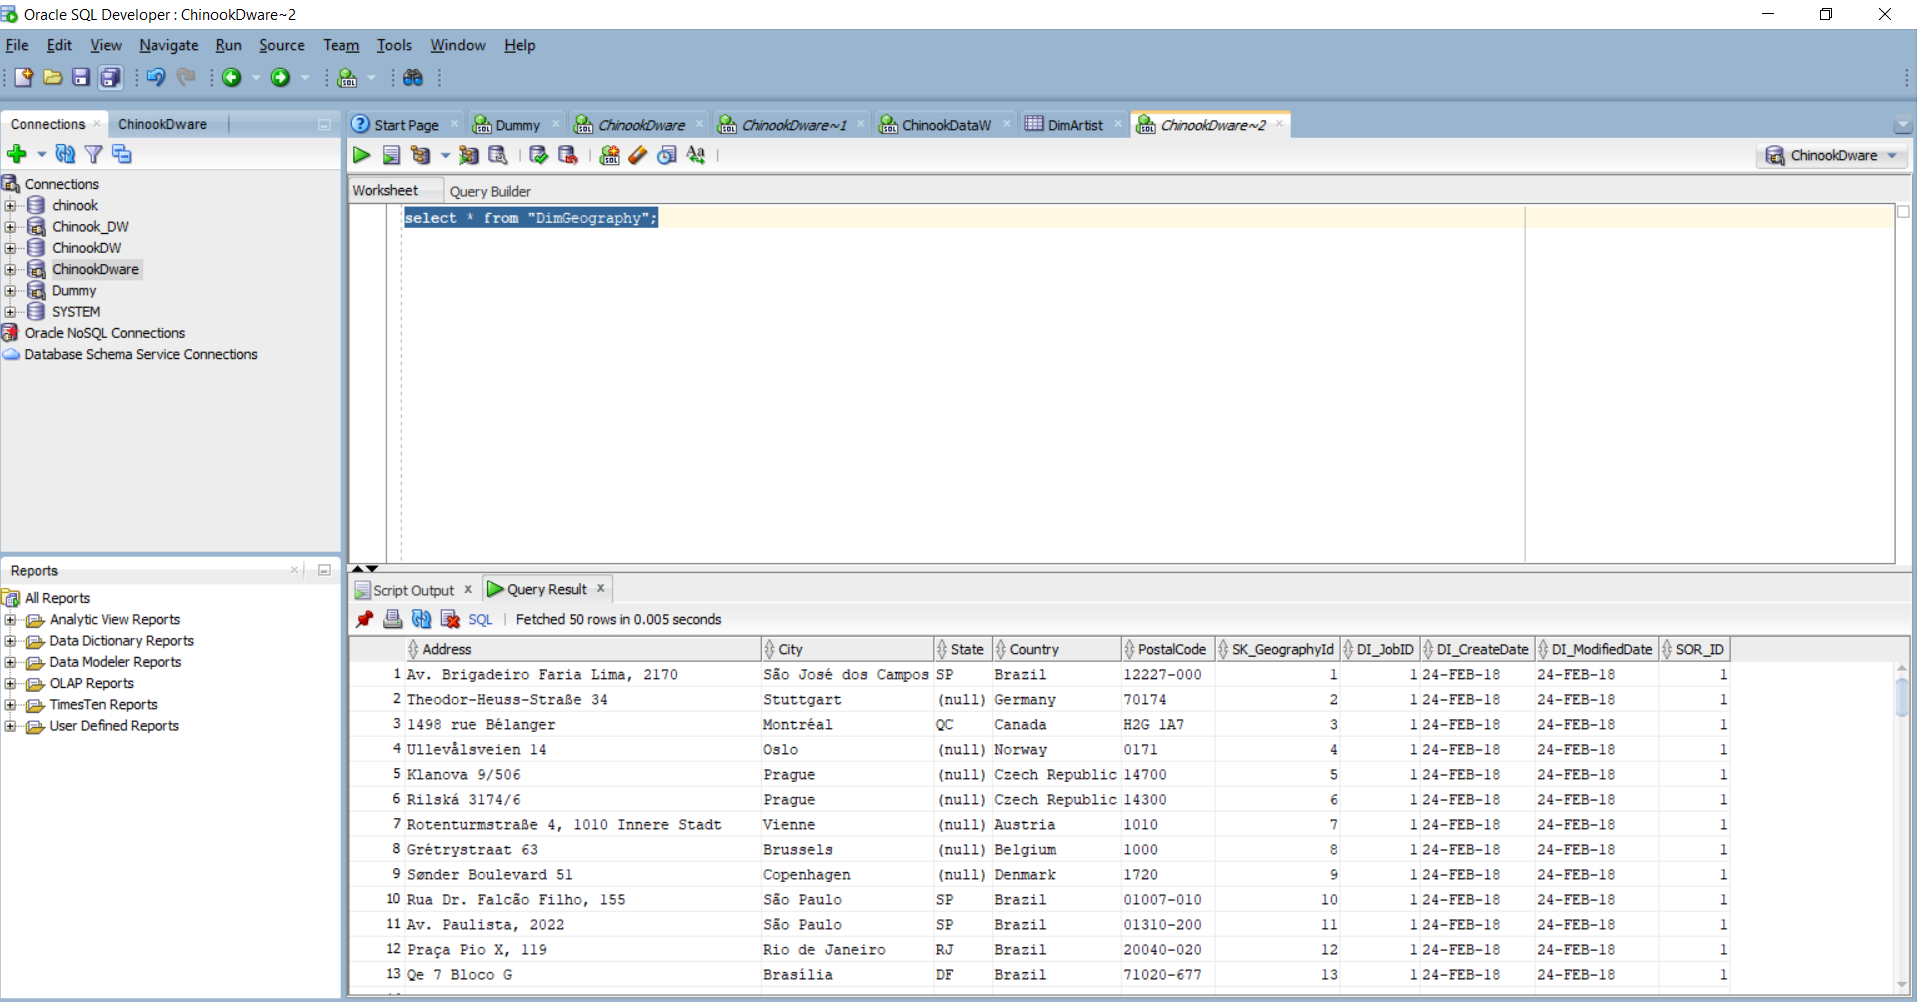 Oracle SQL Developer : ChinookDware~2
File Edit View Navigate Run Source Team Tools Window Help
Connections ChinookDware
Start Page Dummy ChinookDware ChinookDware~1 ChinookDataW DimArtist ChinookDware~2
ChinookDware
Connections
chinook
Chinook_DW
ChinookDW
ChinookDware
Dummy
SYSTEM
Oracle NoSQL Connections
Database Schema Service Connections
Worksheet Query Builder
select * from "DimGeography";
Reports
All Reports
Analytic View Reports
Data Dictionary Reports
Data Modeler Reports
OLAP Reports
TimesTen Reports
User Defined Reports
Script Output Query Result
SQL Fetched 50 rows in 0.005 seconds
Address City State Country PostalCode SK_GeographyId DI_JobID DI_CreateDate DI_ModifiedDate SOR_ID
1 Av. Brigadeiro Faria Lima, 2170 São José dos Campos SP Brazil 12227-000 1 1 24-FEB-18 24-FEB-18 1
2 Theodor-Heuss-Straße 34 Stuttgart (null) Germany 70174 2 1 24-FEB-18 24-FEB-18 1
3 1498 rue Bélanger Montréal QC Canada H2G 1A7 3 1 24-FEB-18 24-FEB-18 1
4 Ullevålsveien 14 Oslo (null) Norway 0171 4 1 24-FEB-18 24-FEB-18 1
5 Klanova 9/506 Prague (null) Czech Republic 14700 5 1 24-FEB-18 24-FEB-18 1
6 Rilská 3174/6 Prague (null) Czech Republic 14300 6 1 24-FEB-18 24-FEB-18 1
7 Rotenturmstraße 4, 1010 Innere Stadt Vienne (null) Austria 1010 7 1 24-FEB-18 24-FEB-18 1
8 Grétrystraat 63 Brussels (null) Belgium 1000 8 1 24-FEB-18 24-FEB-18 1
9 Sønder Boulevard 51 Copenhagen (null) Denmark 1720 9 1 24-FEB-18 24-FEB-18 1
10 Rua Dr. Falcão Filho, 155 São Paulo SP Brazil 01007-010 10 1 24-FEB-18 24-FEB-18 1
11 Av. Paulista, 2022 São Paulo SP Brazil 01310-200 11 1 24-FEB-18 24-FEB-18 1
12 Praça Pio X, 119 Rio de Janeiro RJ Brazil 20040-020 12 1 24-FEB-18 24-FEB-18 1
13 Qe 7 Bloco G Brasília DF Brazil 71020-677 13 1 24-FEB-18 24-FEB-18 1